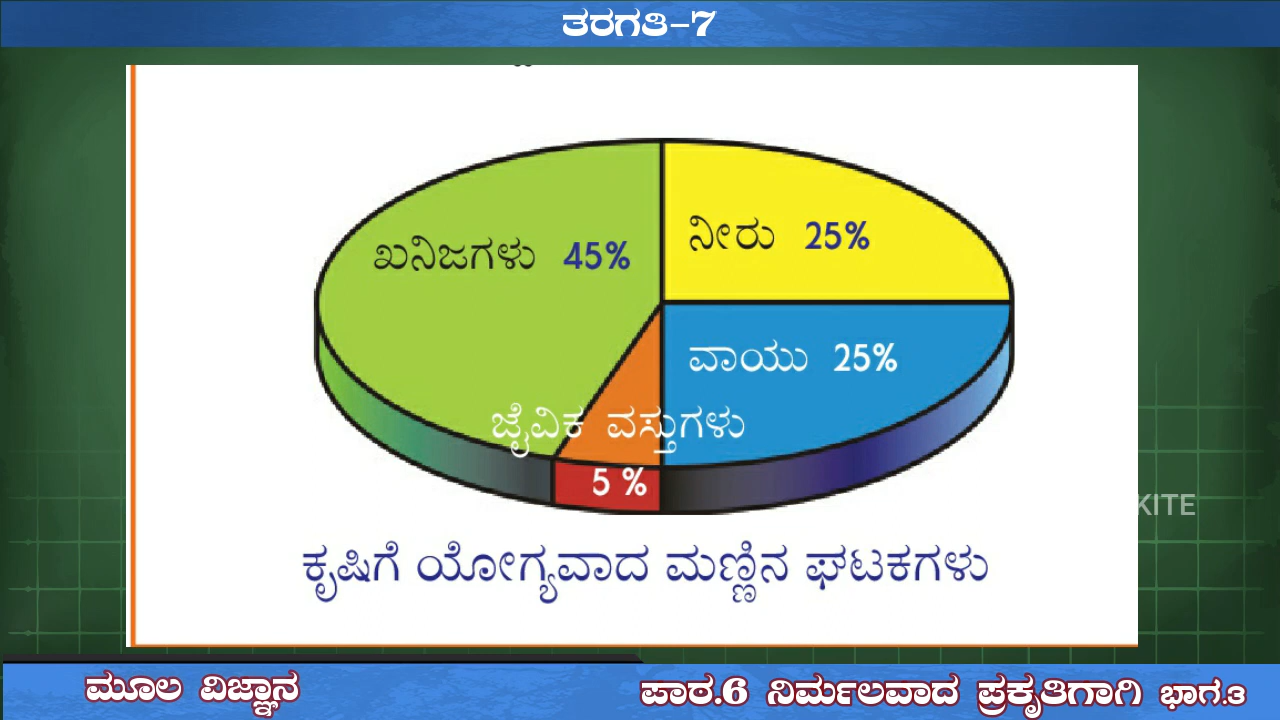 ತರಗತಿ-7
ಖನಿಜಗಳು 45%
ನೀರು 25%
ವಾಯು 25%
ಜೈವಿಕ ವಸ್ತುಗಳು
5 %
KITE
ಕೃಷಿಗೆ ಯೋಗ್ಯವಾದ ಮಣ್ಣಿನ ಘಟಕಗಳು
ಮೂಲ ವಿಜ್ಞಾನ
ಪಾಠ.6 ನಿರ್ಮಲವಾದ ಪ್ರಕೃತಿಗಾಗಿ ಭಾಗ.3